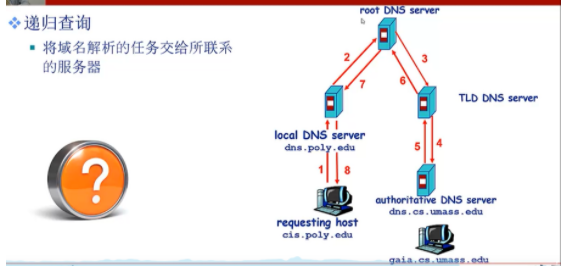 递归查询
将域名解析的任务交给所联系
的服务器
root DNS server
2
3
7
6
TLD DNS server
local DNS server
dns.poly.edu
5
4
1
8
authoritative DNS server
dns.cs.umass.edu
requesting host
cis.poly.edu
gaia.cs.umass.edu
?